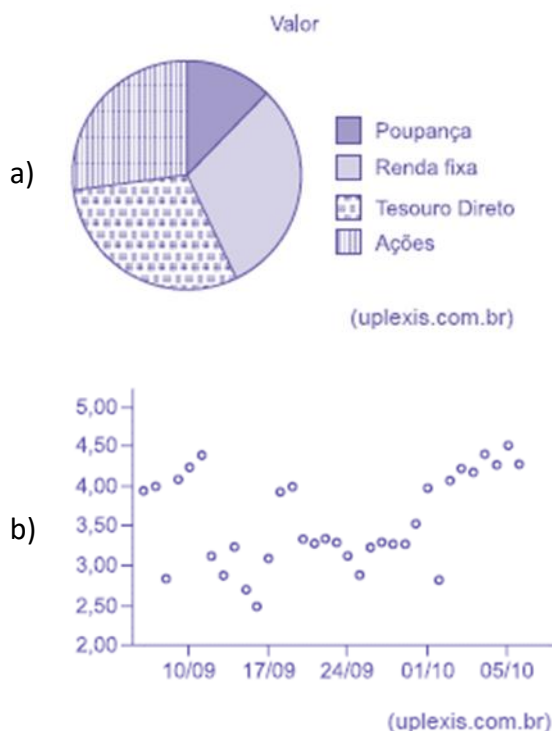 Valor
a)
Poupança
Renda fixa
Tesouro Direto
Ações
(uplexis.com.br)
b)
5,00
4,50
4,00
3,50
3,00
2,50
2,00
10/09 17/09 24/09 01/10 05/10
(uplexis.com.br)